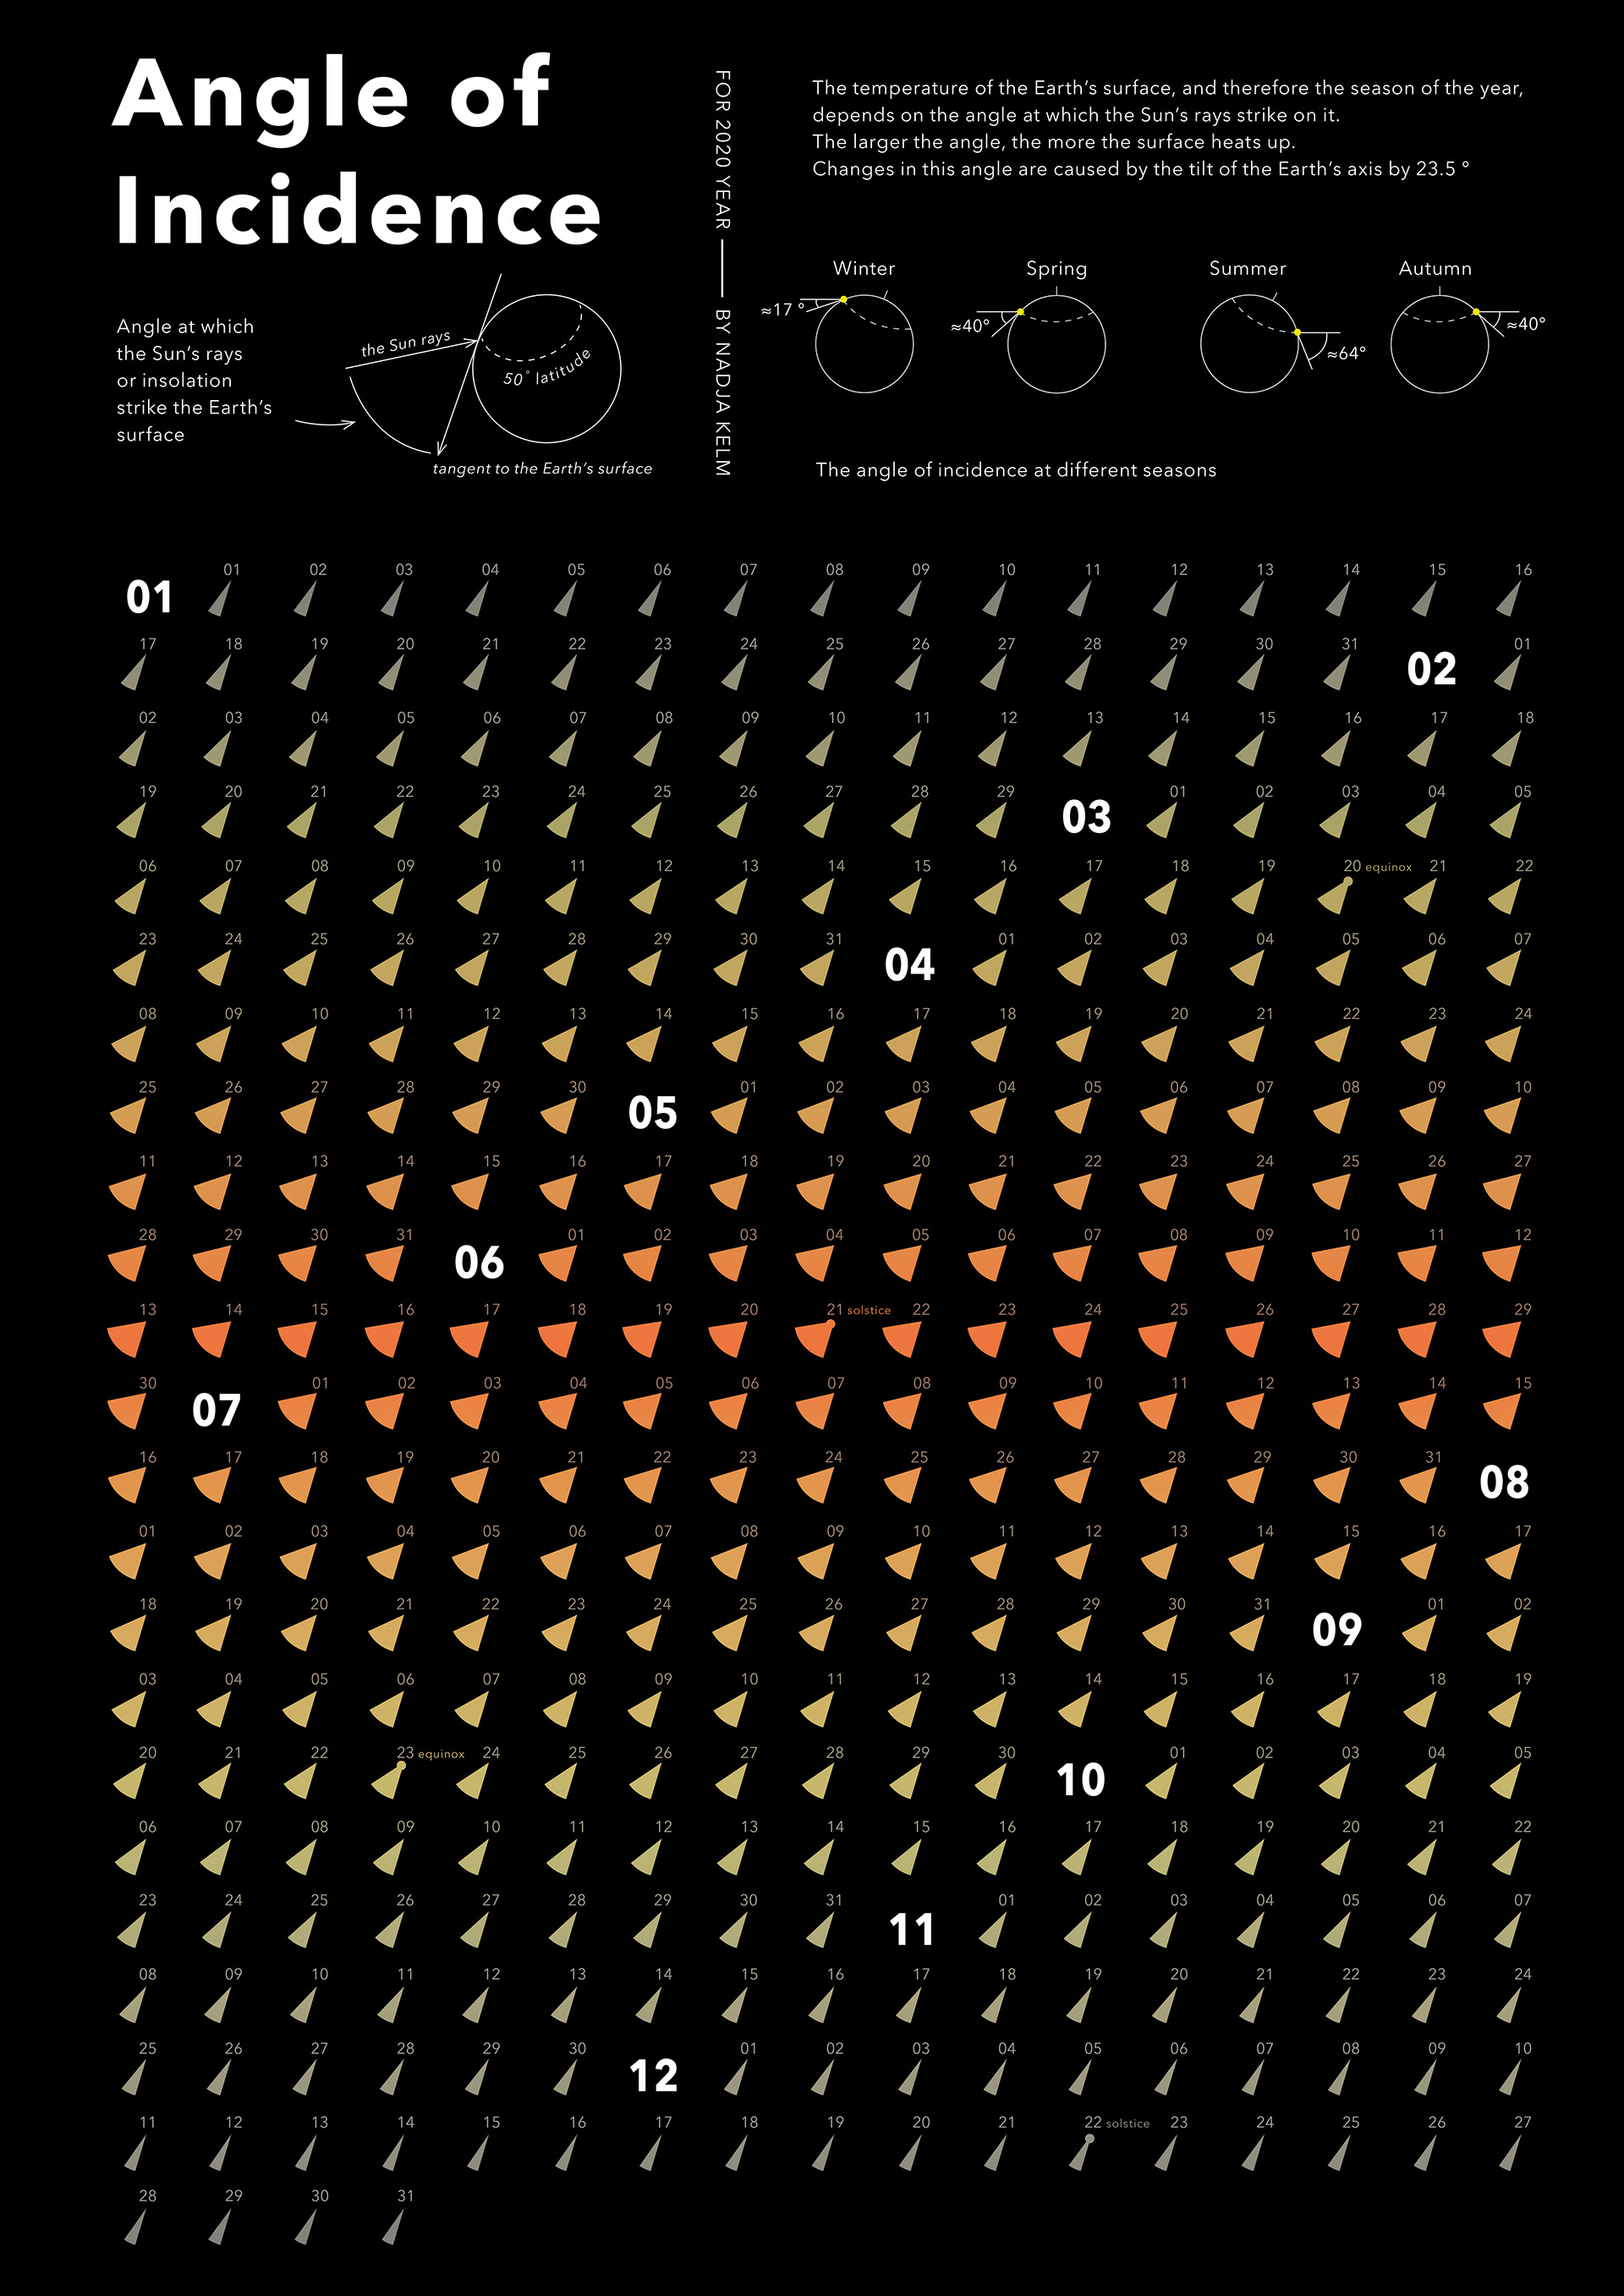 Angle of
Incidence
FOR 2020 YEAR — BY NADJA KELM
The temperature of the Earth's surface, and therefore the season of the year,
depends on the angle at which the Sun's rays strike on it.
The larger the angle, the more the surface heats up.
Changes in this angle are caused by the tilt of the Earth's axis by 23.5 °
Angle at which
the Sun's rays
or insolation
strike the Earth's
surface
the Sun rays
50° latitude
tangent to the Earth's surface
Winter
≈17 °
Spring
≈40°
Summer
≈64°
Autumn
≈40°
The angle of incidence at different seasons
01 01 02 03 04 05 06 07 08 09 10 11 12 13 14 15 16
17 18 19 20 21 22 23 24 25 26 27 28 29 30 31 02 01
02 03 04 05 06 07 08 09 10 11 12 13 14 15 16 17 18
19 20 21 22 23 24 25 26 27 28 29 03 01 02 03 04 05
06 07 08 09 10 11 12 13 14 15 16 17 18 19 20 equinox 21 22
23 24 25 26 27 28 29 30 31 04 01 02 03 04 05 06 07
08 09 10 11 12 13 14 15 16 17 18 19 20 21 22 23 24
25 26 27 28 29 30 05 01 02 03 04 05 06 07 08 09 10
11 12 13 14 15 16 17 18 19 20 21 22 23 24 25 26 27
28 29 30 31 06 01 02 03 04 05 06 07 08 09 10 11 12
13 14 15 16 17 18 19 20 21 solstice 22 23 24 25 26 27 28 29
30 07 01 02 03 04 05 06 07 08 09 10 11 12 13 14 15
16 17 18 19 20 21 22 23 24 25 26 27 28 29 30 31 08
01 02 03 04 05 06 07 08 09 10 11 12 13 14 15 16 17
18 19 20 21 22 23 24 25 26 27 28 29 30 31 09 01 02
03 04 05 06 07 08 09 10 11 12 13 14 15 16 17 18 19
20 21 22 23 equinox 24 25 26 27 28 29 30 10 01 02 03 04 05
06 07 08 09 10 11 12 13 14 15 16 17 18 19 20 21 22
23 24 25 26 27 28 29 30 31 11 01 02 03 04 05 06 07
08 09 10 11 12 13 14 15 16 17 18 19 20 21 22 23 24
25 26 27 28 29 30 12 01 02 03 04 05 06 07 08 09 10
11 12 13 14 15 16 17 18 19 20 21 22 solstice 23 24 25 26 27
28 29 30 31